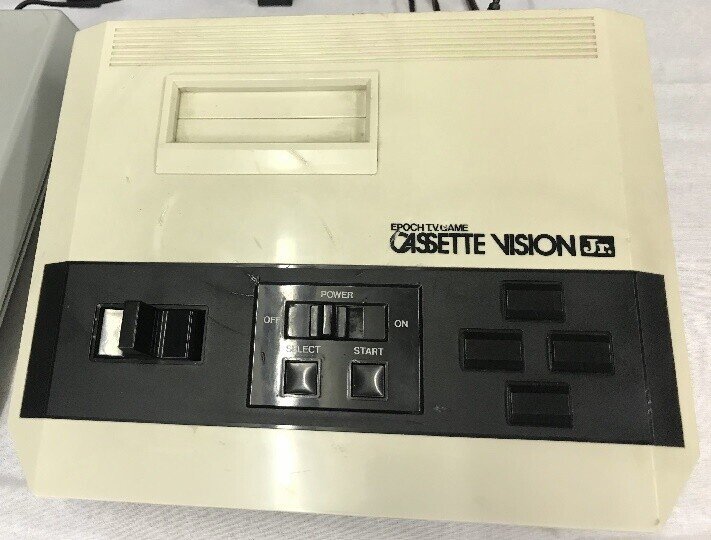 EPOCH T.V. GAME
CASSETTE VISION Jr.
POWER
OFF ON
SELECT START